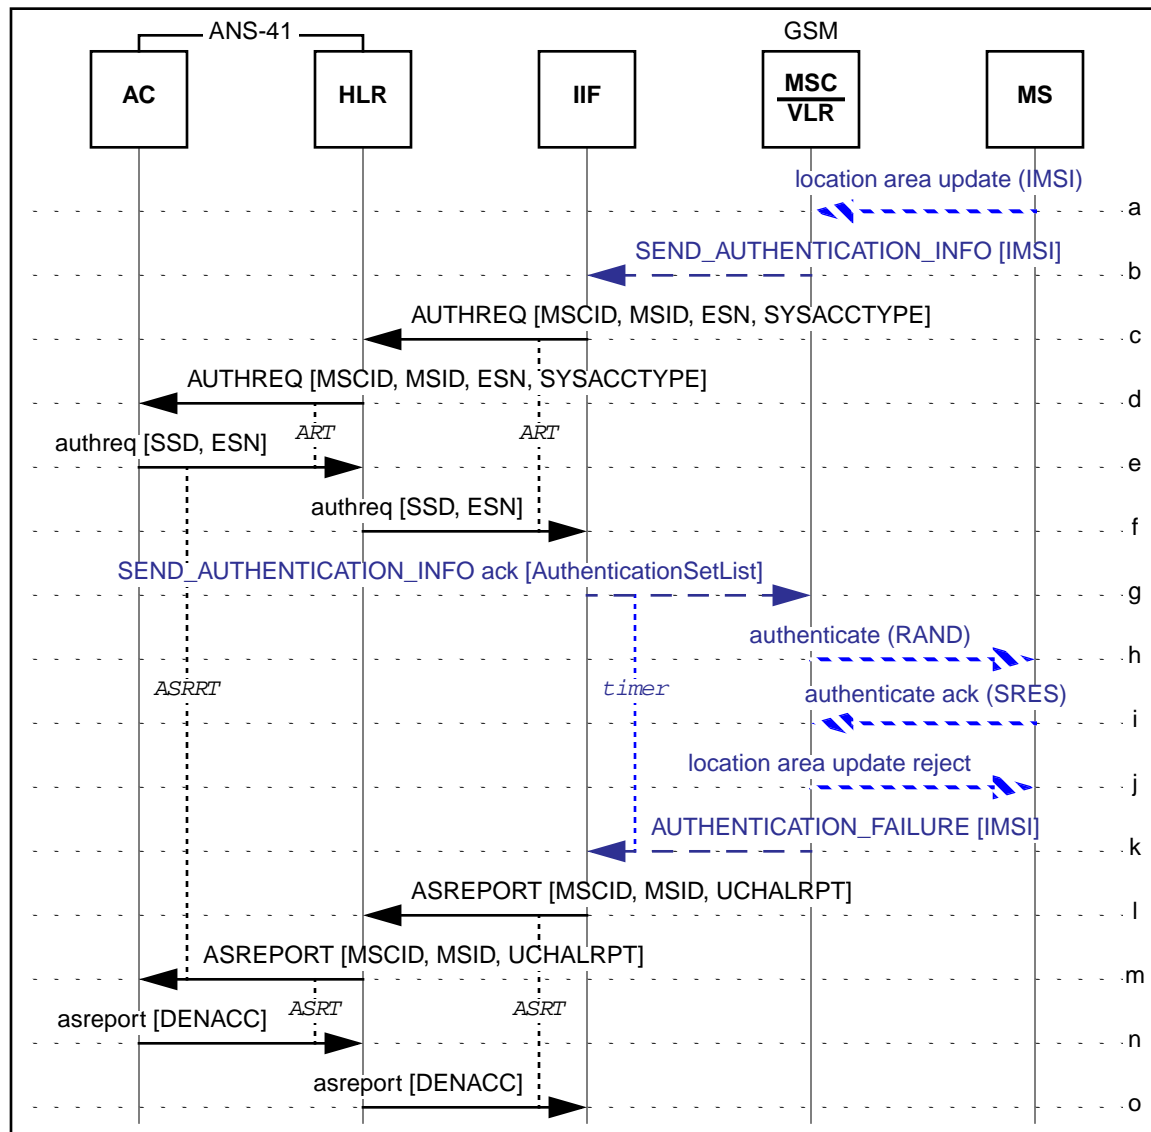 ANS-41 GSM
AC HLR IIF MSC MS
VLR
location area update (IMSI)
a
SEND_AUTHENTICATION_INFO [IMSI]
b
AUTHREQ [MSCID, MSID, ESN, SYSACCTYPE]
c
AUTHREQ [MSCID, MSID, ESN, SYSACCTYPE]
d
ART ART
authreq [SSD, ESN]
e
authreq [SSD, ESN]
f
SEND_AUTHENTICATION_INFO ack [AuthenticationSetList]
g
authenticate (RAND)
h
ASRRT timer authenticate ack (SRES)
i
location area update reject
j
AUTHENTICATION_FAILURE [IMSI]
k
ASREPORT [MSCID, MSID, UCHALRPT]
l
ASREPORT [MSCID, MSID, UCHALRPT]
m
ASRT ASRT
asreport [DENACC]
n
asreport [DENACC]
o